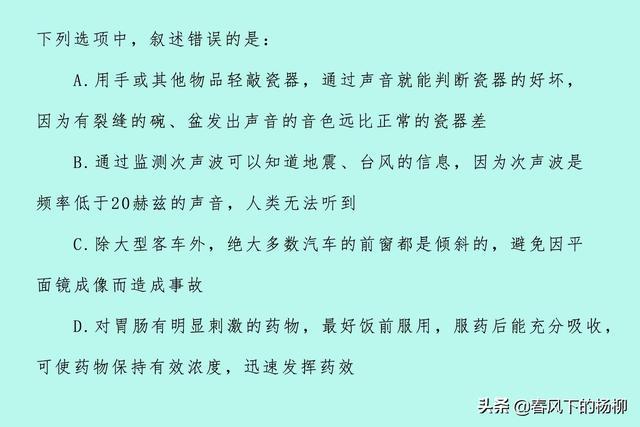 下列选项中，叙述错误的是：
A.用手或其他物品轻敲瓷器，通过声音就能判断瓷器的好坏，
因为有裂缝的碗、盆发出声音的音色远比正常的瓷器差
B.通过监测次声波可以知道地震、台风的信息，因为次声波是
频率低于20赫兹的声音，人类无法听到
C.除大型客车外，绝大多数汽车的前窗都是倾斜的，避免因平
面镜成像而造成事故
D.对胃肠有明显刺激的药物，最好饭前服用，服药后能充分吸收，
可使药物保持有效浓度，迅速发挥药效
头条 @春风下的杨柳